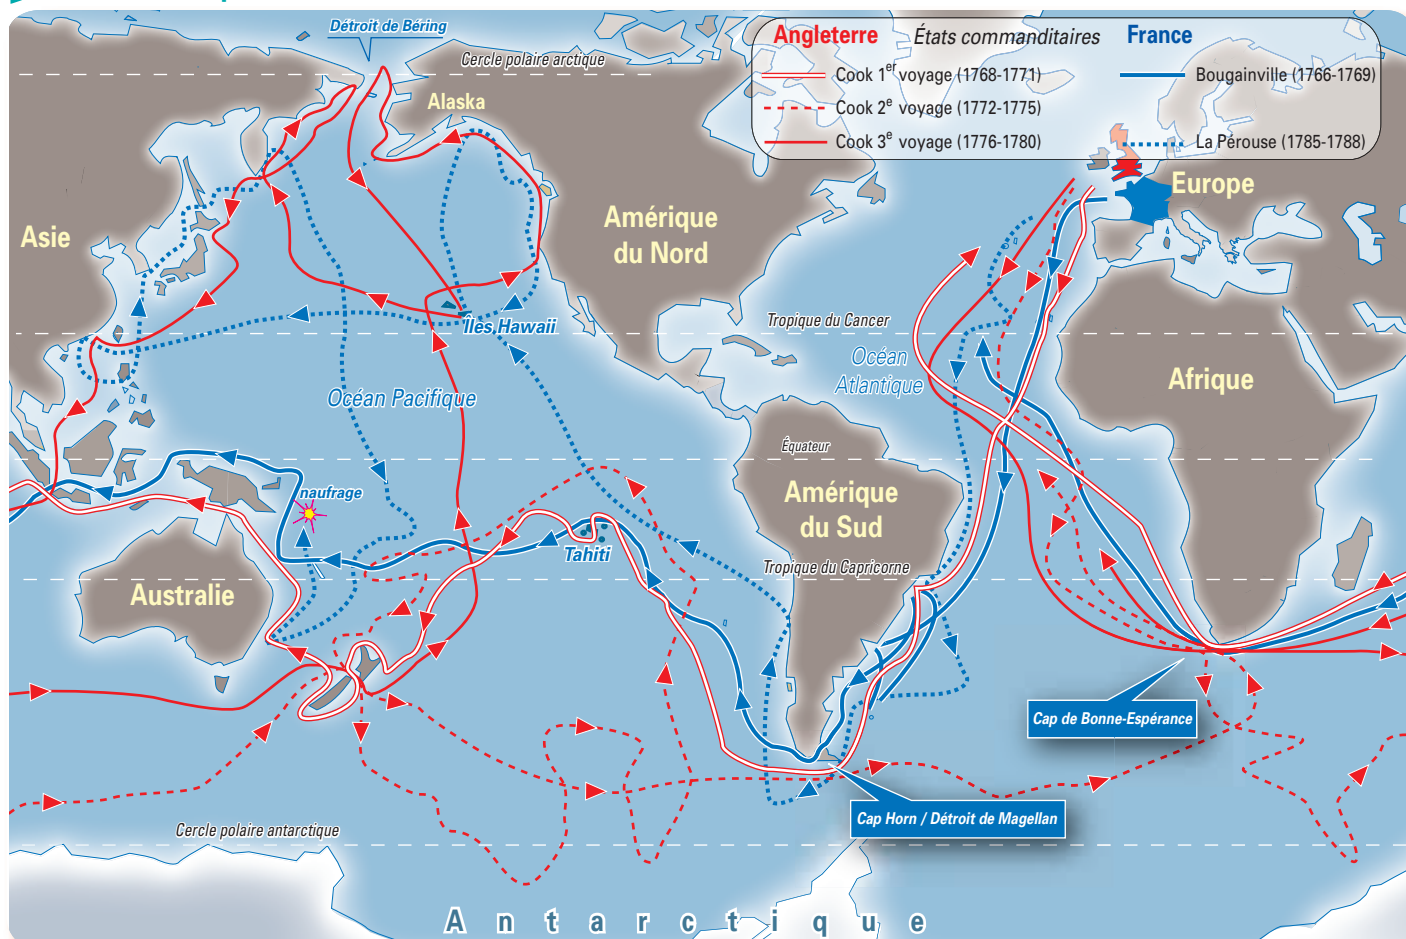 Détroit de Béring
Cercle polaire arctique
Alaska
Angleterre
États commanditaires
France
Cook 1er voyage (1768-1771)
Bougainville (1766-1769)
Cook 2e voyage (1772-1775)
Cook 3e voyage (1776-1780)
La Pérouse (1785-1788)
Europe
Asie
Amérique
du Nord
Îles Hawaii
Tropique du Cancer
Océan
Atlantique
Afrique
Océan Pacifique
Équateur
naufrage
Amérique
du Sud
Tahiti
Tropique du Capricorne
Australie
Cap de Bonne-Espérance
Cap Horn / Détroit de Magellan
Cercle polaire antarctique
Antarctique